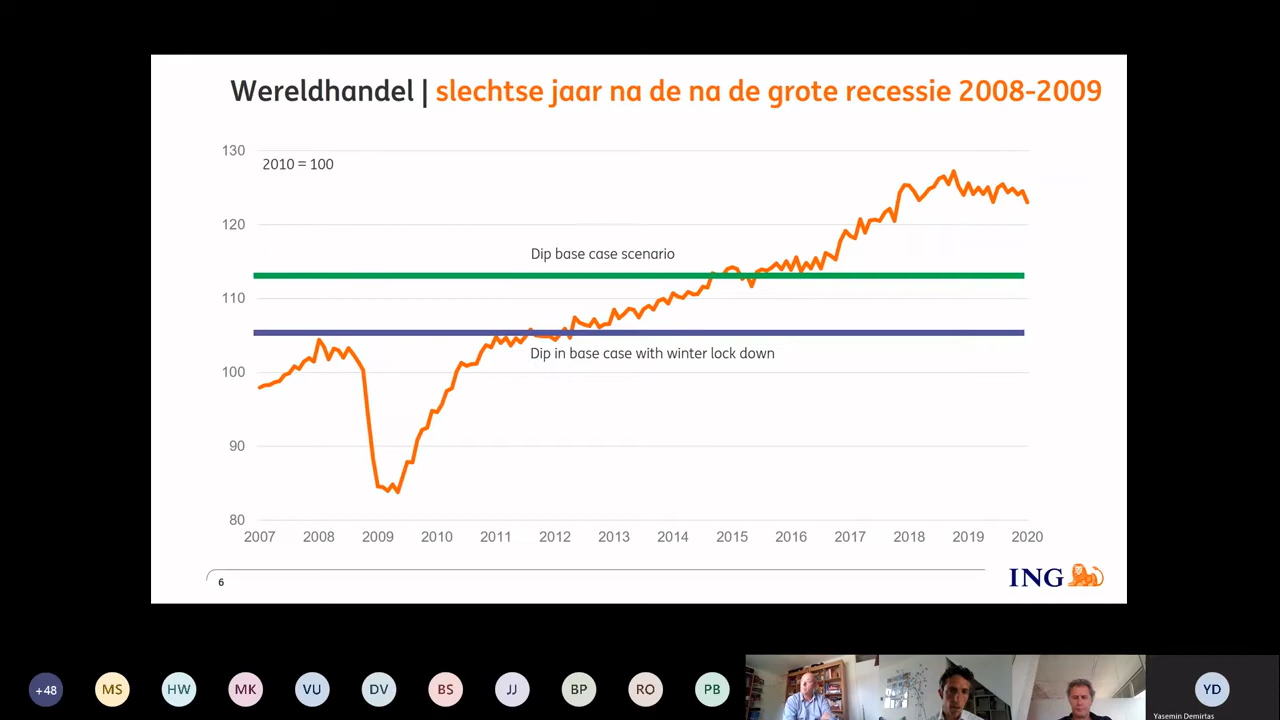 Wereldhandel | slechtse jaar na de na de grote recessie 2008-2009
130
2010 = 100
120
Dip base case scenario
110
Dip in base case with winter lock down
100
90
80
2007 2008 2009 2010 2011 2012 2013 2014 2015 2016 2017 2018 2019 2020
6
ING
+48 MS HW MK VU DV BS JJ BP RO PB YD
Yasemin Demirtas